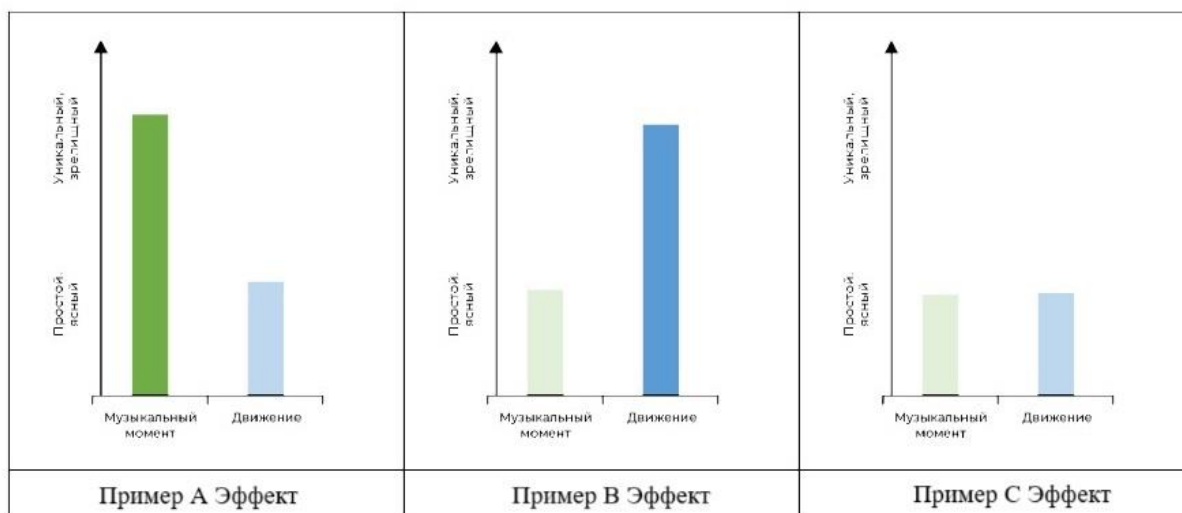 Уникальный,
зрелищный
Простой.
ясный
Музыкальный
момент
Движение
Уникальный,
зрелищный
Простой.
ясный
Музыкальный
момент
Движение
Уникальный,
зрелищный
Простой.
ясный
Музыкальный
момент
Движение
Пример А Эффект
Пример В Эффект
Пример С Эффект